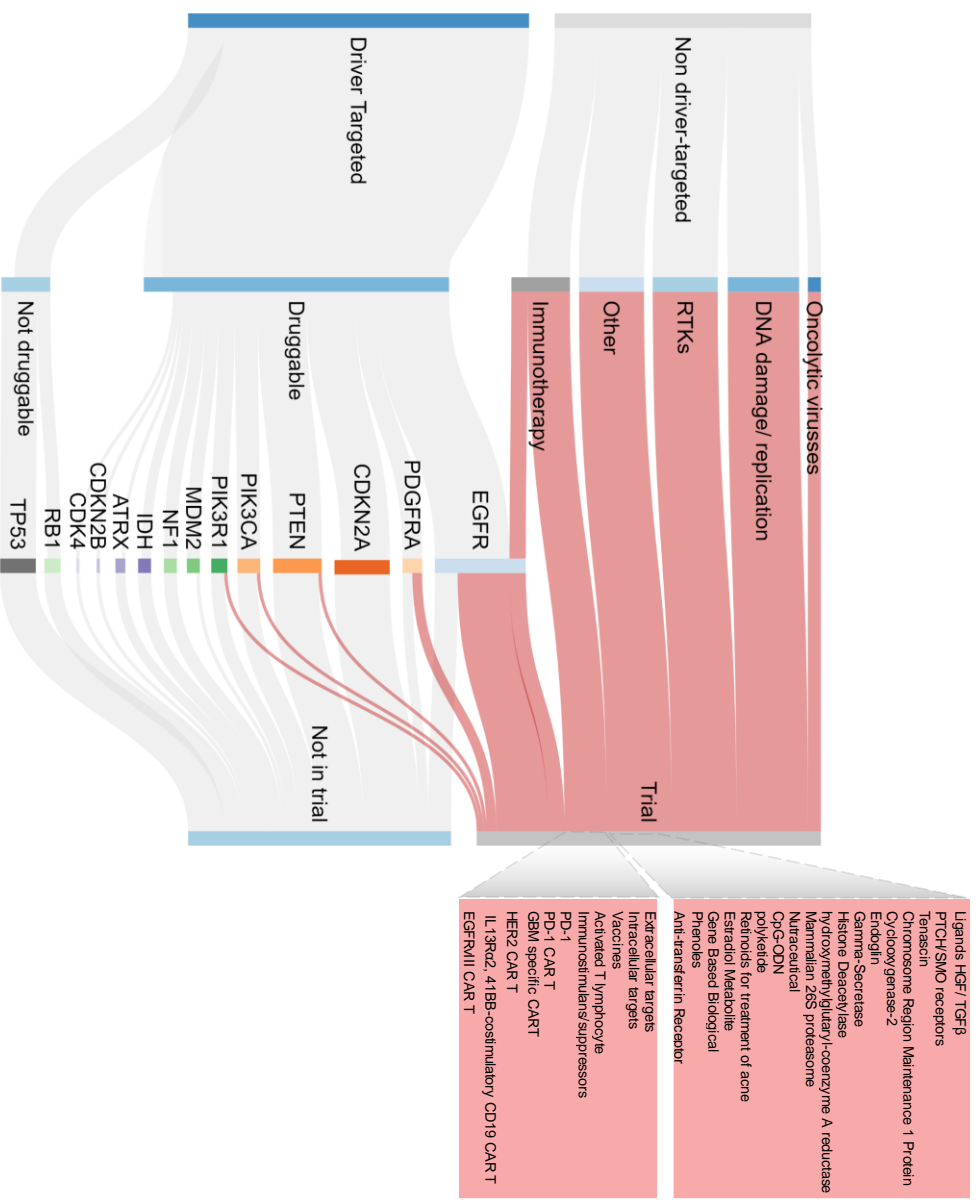 Non driver-targeted
Driver Targeted
Oncolytic virusses
DNA damage/ replication
RTKs
Other
Immunotherapy
Druggable
Not druggable
EGFR
PDGFRA
CDKN2A
PTEN
PIK3CA
PIK3R1
MDM2
NF1
IDH
ATRX
CDKN2B
CDK4
RB1
TP53
Trial
Not in trial
Ligands HGF/ TGFβ
PTCH/SMO receptors
Tenascin
Chromosome Region Maintenance 1 Protein
Cyclooxygenase-2
Endoglin
Gamma-Secretase
Histone Deacetylase
hydroxymethylglutaryl-coenzyme A reductase
Mammalian 26S proteasome
Nutraceutical
CpG-ODN
polyketide
Retinoids for treatment of acne
Estradiol Metabolite
Gene Based Biological
Phenoles
Anti-transferrin Receptor
Extracellular targets
Intracellular targets
Vaccines
Activated T lymphocyte
Immunostimulans/suppressors
PD-1
PD-1 CAR T
GBM specific CART
HER2 CAR T
IL13Rα2, 41BB-costimulatory CD19 CAR T
EGFRvIII CAR T